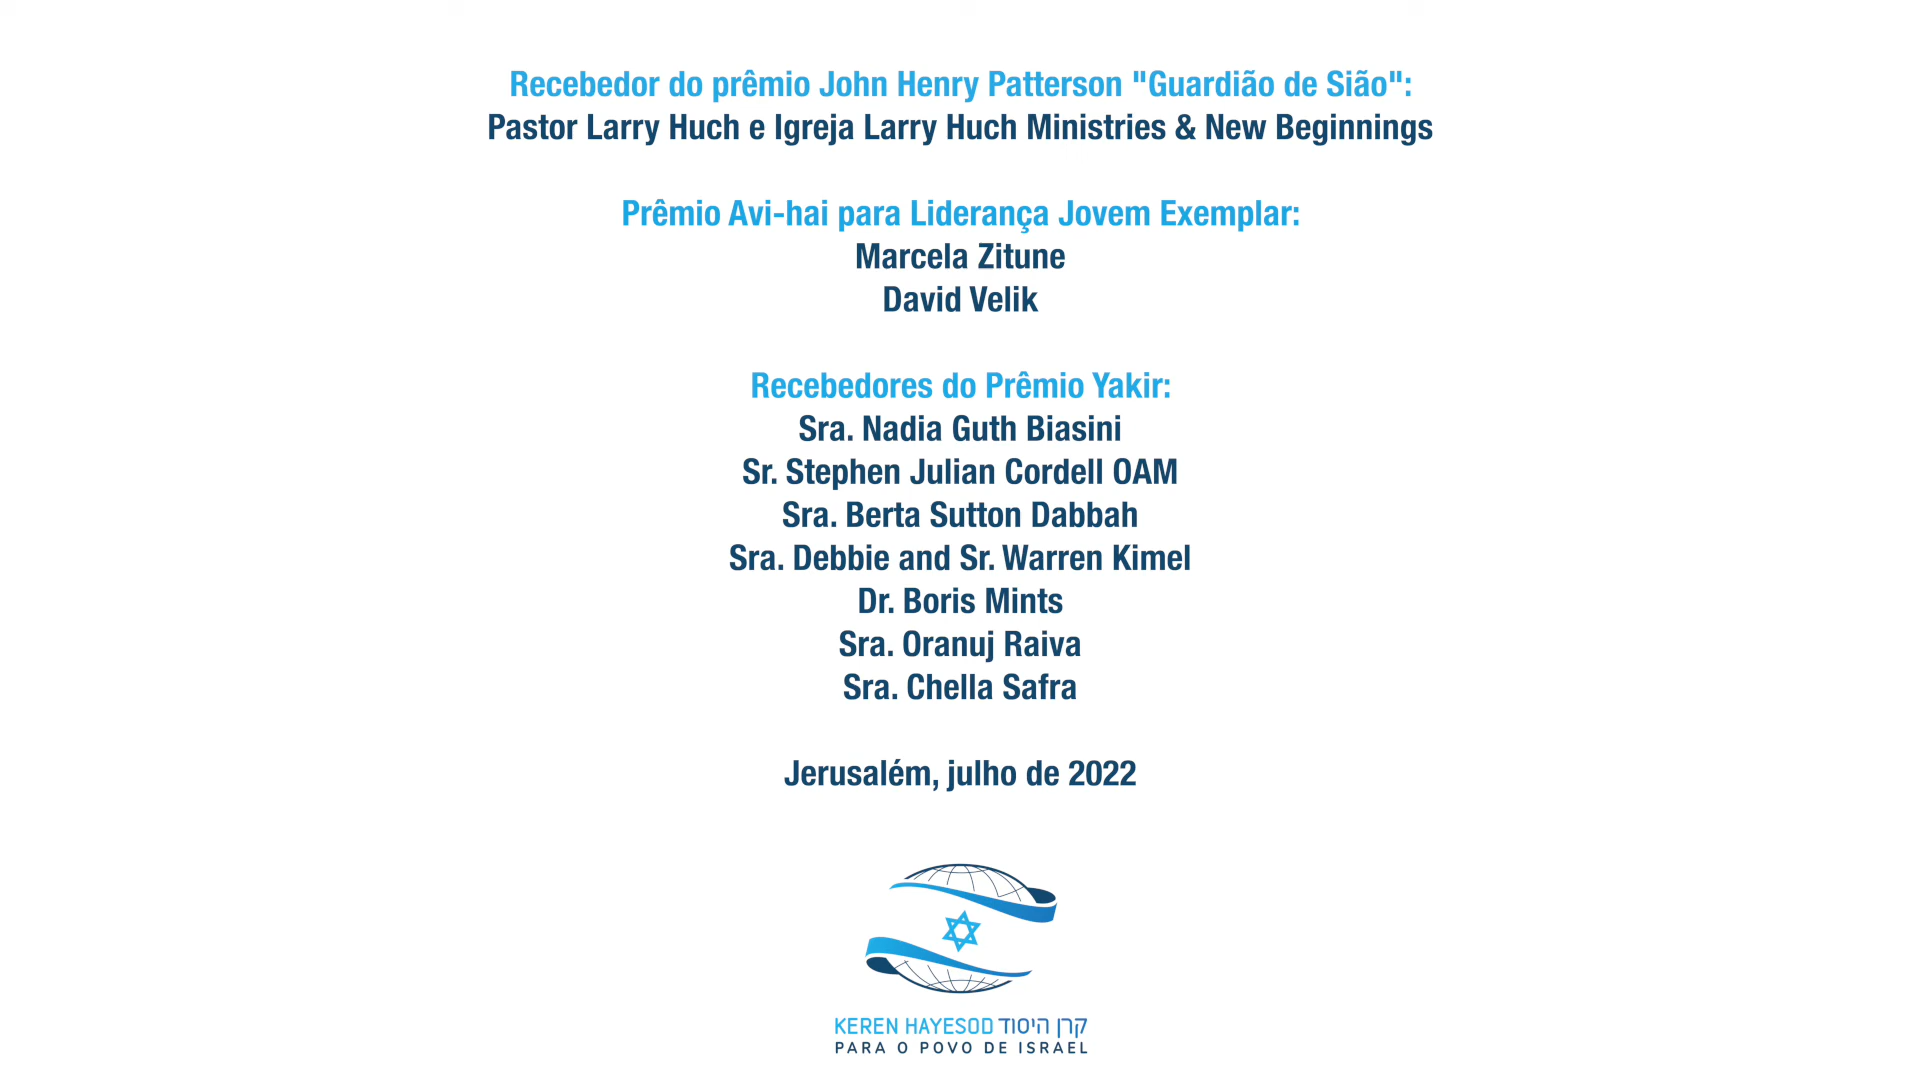 Recebedor do prêmio John Henry Patterson "Guardião de Sião":
Pastor Larry Huch e Igreja Larry Huch Ministries & New Beginnings
Prêmio Avi-hai para Liderança Jovem Exemplar:
Marcela Zitune
David Velik
Recebedores do Prêmio Yakir:
Sra. Nadia Guth Biasini
Sr. Stephen Julian Cordell OAM
Sra. Berta Sutton Dabbah
Sra. Debbie and Sr. Warren Kimel
Dr. Boris Mints
Sra. Oranuj Raiva
Sra. Chella Safra
Jerusalém, julho de 2022
KEREN HAYESOD קרן היסוד
PARA O POVO DE ISRAEL